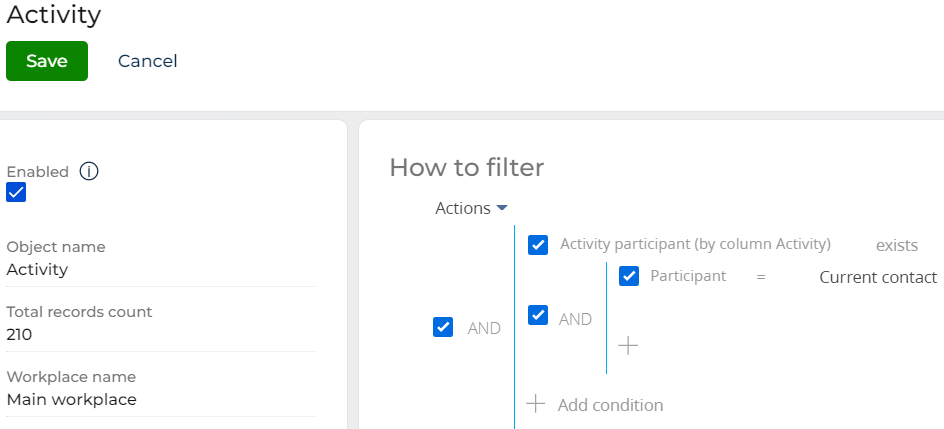 Activity
Save Cancel
Enabled
Object name
Activity
Total records count
210
Workplace name
Main workplace
How to filter
Actions
Activity participant (by column Activity) exists
Participant = Current contact
AND
AND
Add condition